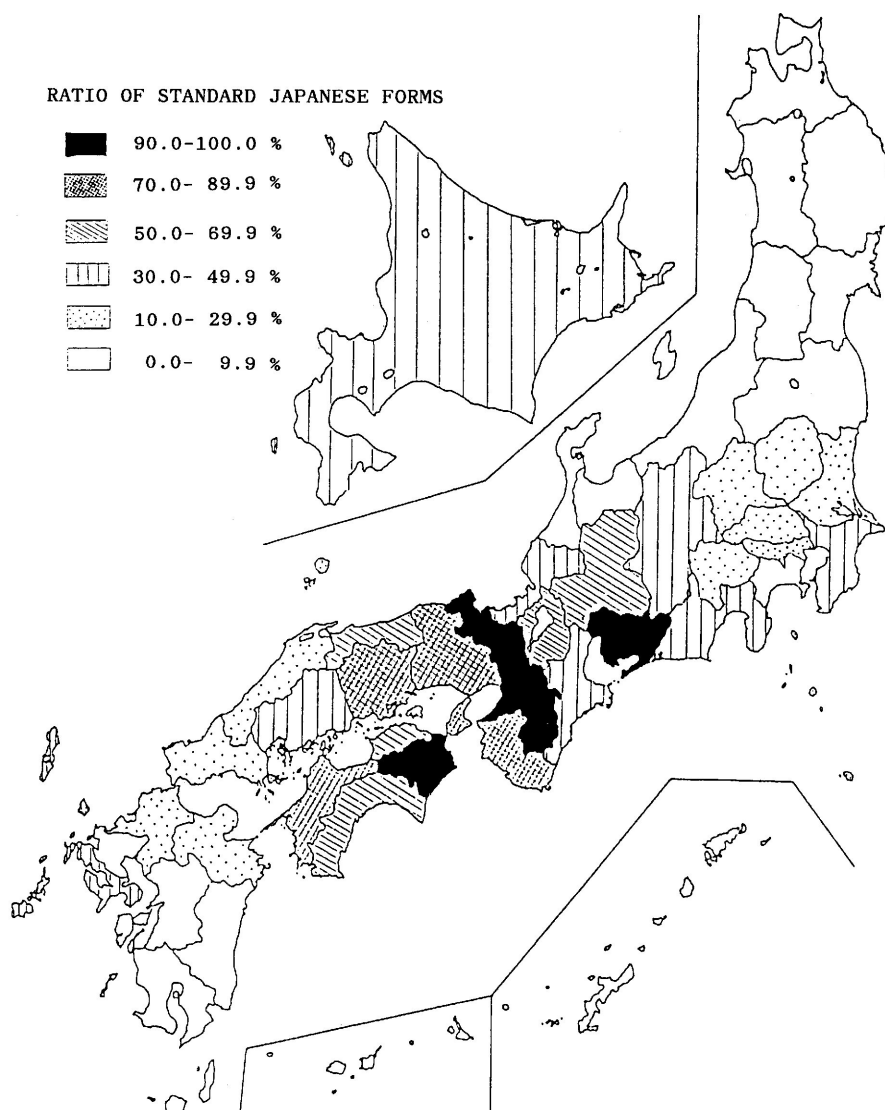 RATIO OF STANDARD JAPANESE FORMS
90.0-100.0 %
70.0- 89.9 %
50.0- 69.9 %
30.0- 49.9 %
10.0- 29.9 %
0.0- 9.9 %